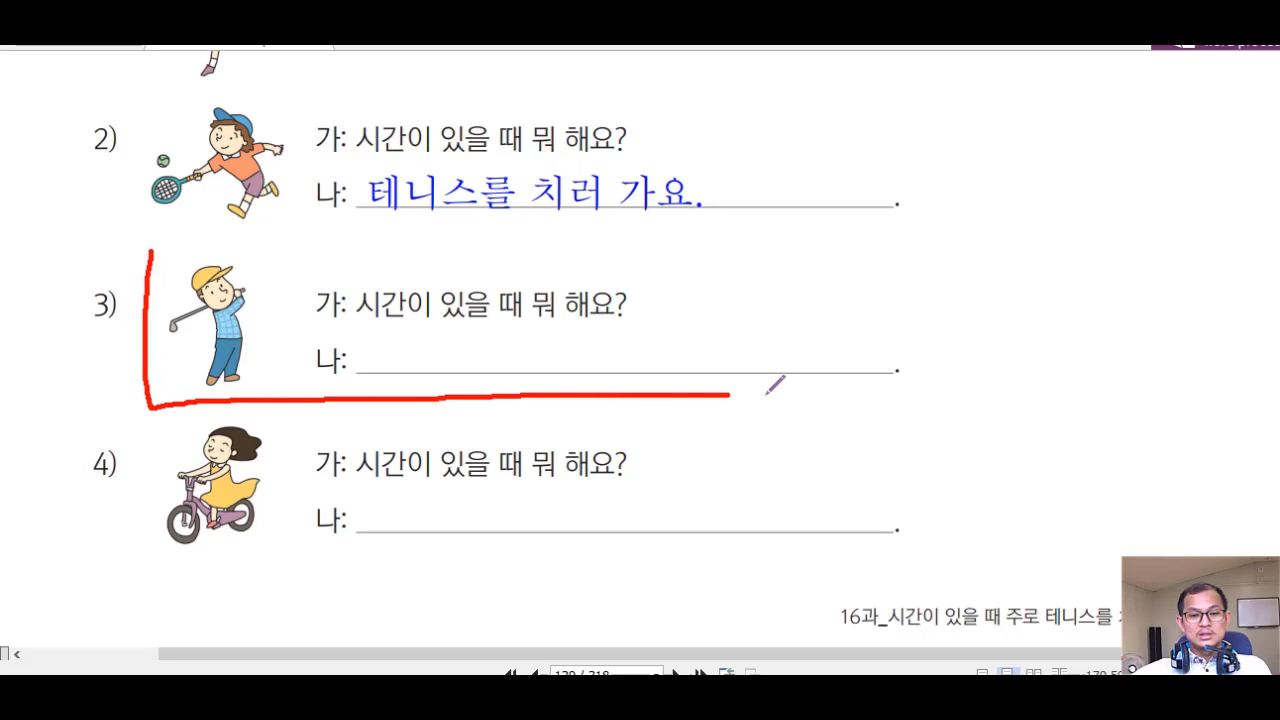 2)
가: 시간이 있을 때 뭐 해요?
나: 테니스를 치러 가요.
3)
가: 시간이 있을 때 뭐 해요?
나: .
4)
가: 시간이 있을 때 뭐 해요?
나: .
16과_시간이 있을 때 주로 테니스를